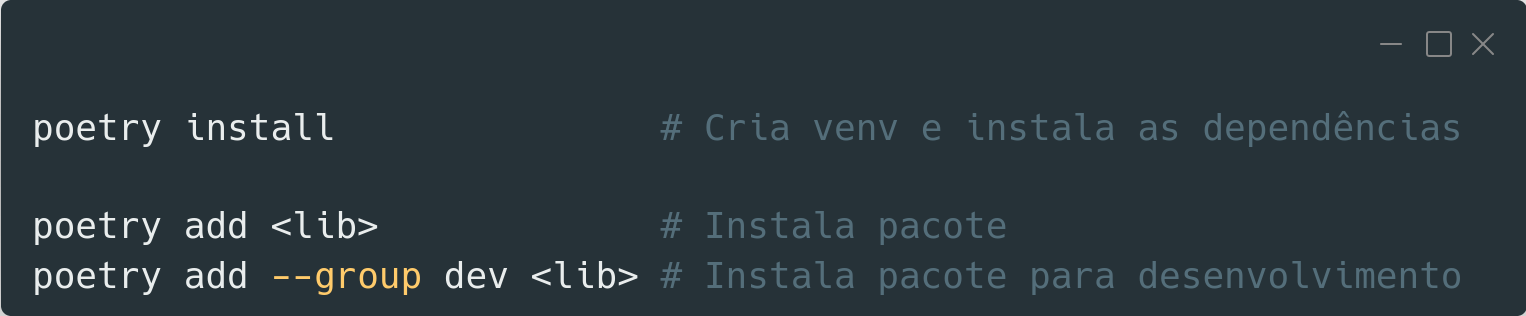 poetry install # Cria venv e instala as dependências
poetry add <lib> # Instala pacote
poetry add --group dev <lib> # Instala pacote para desenvolvimento